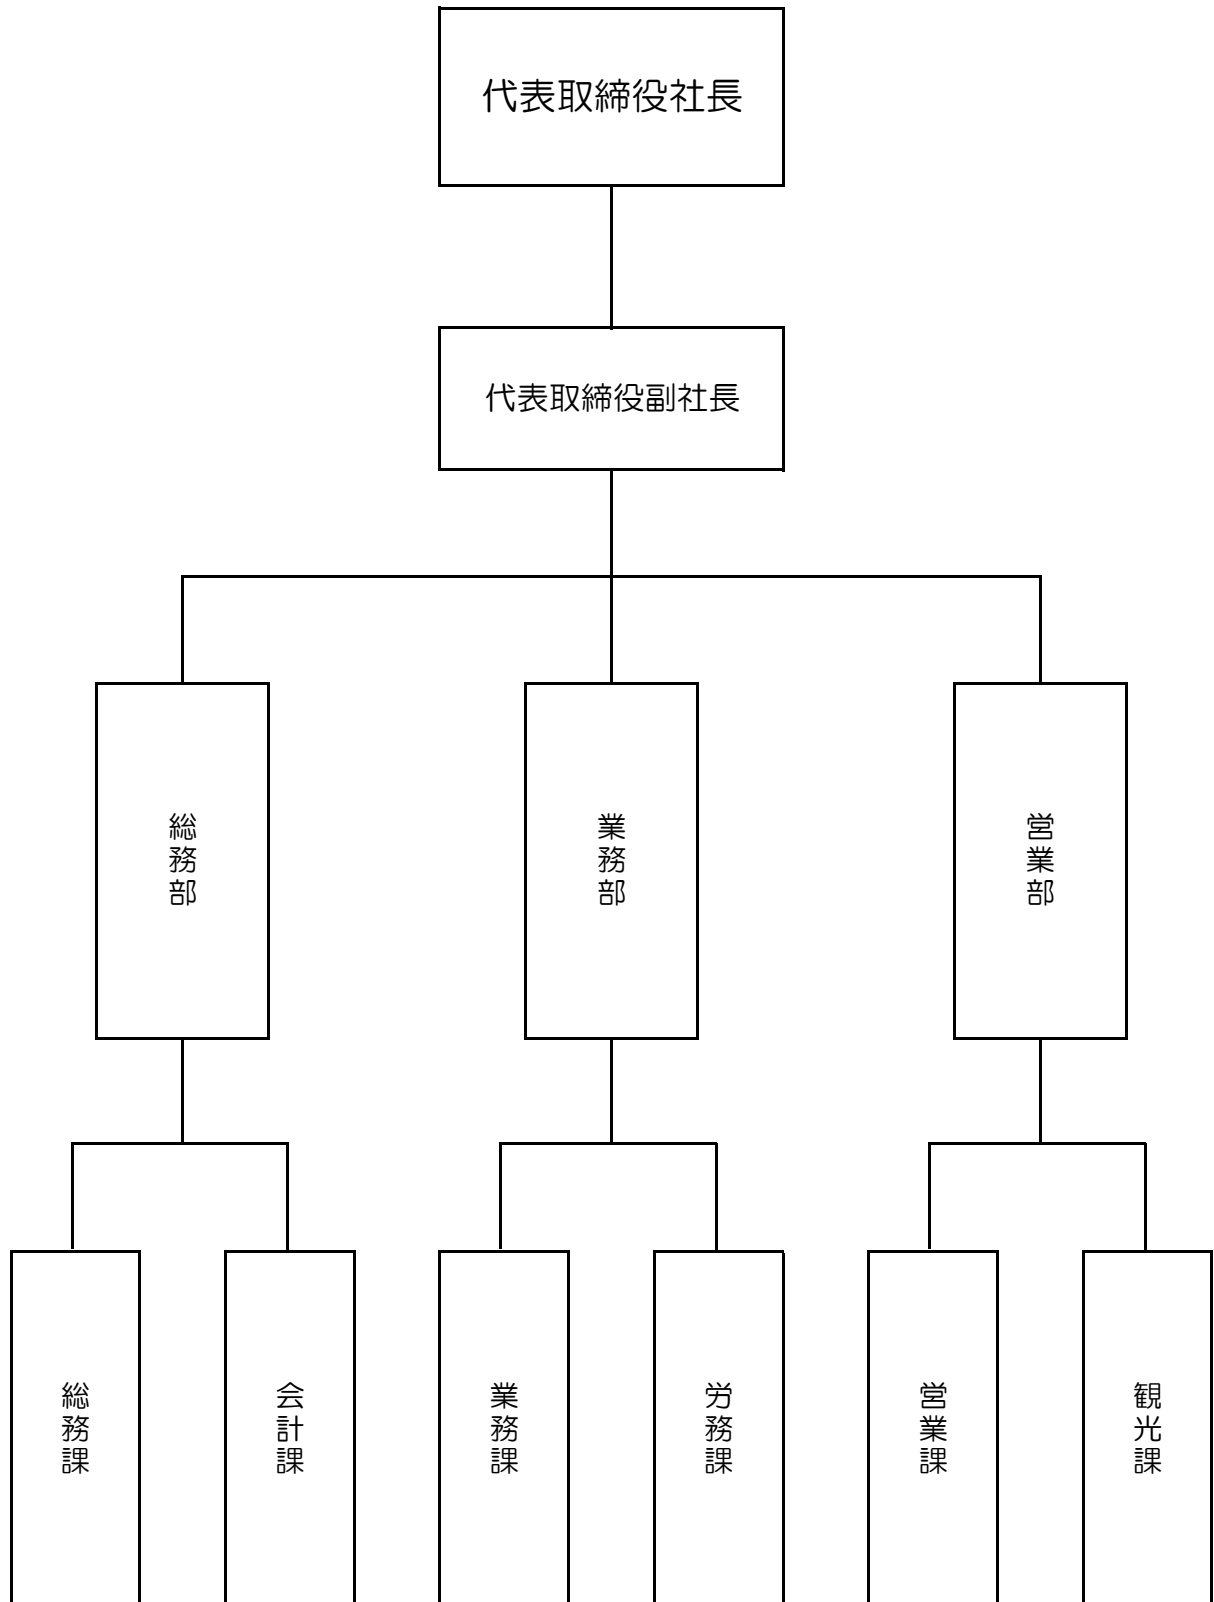 代表取締役社長
代表取締役副社長
総務部
業務部
営業部
総務課
会計課
業務課
労務課
営業課
観光課